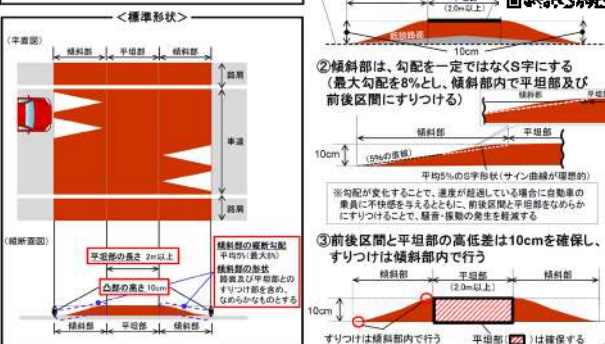 ＜標準形状＞
（平面図）
傾斜部
平坦部
傾斜部
路肩
車道
路肩
（縦断面図）
平坦部の長さ 2m以上
凸部の高さ 10cm
傾斜部の縦断勾配
平均5%（最大8%）
傾斜部の形状
路面及び平坦部との
すりつけ部を含め、
なめらかなものとする
傾斜部
平坦部
傾斜部
（2.0m以上）
10cm
②傾斜部は、勾配を一定ではなくS字にする
（最大勾配を8%とし、傾斜部内で平坦部及び
前後区間にすりつける）
傾斜部
傾斜部
平坦部
10cm
（5%の直線）
平均5%のS字形状（サイン曲線が理想的）
※勾配が変化することで、速度が超過している場合に自動車の
乗員に不快感を与えるとともに、前後区間と平坦部をなめらか
にすりつけることで、騒音・振動の発生を軽減する
③前後区間と平坦部の高低差は10cmを確保し、
すりつけは傾斜部内で行う
傾斜部
平坦部
（2.0m以上）
傾斜部
10cm
すりつけは傾斜部内で行う
平坦部（ ）は確保する